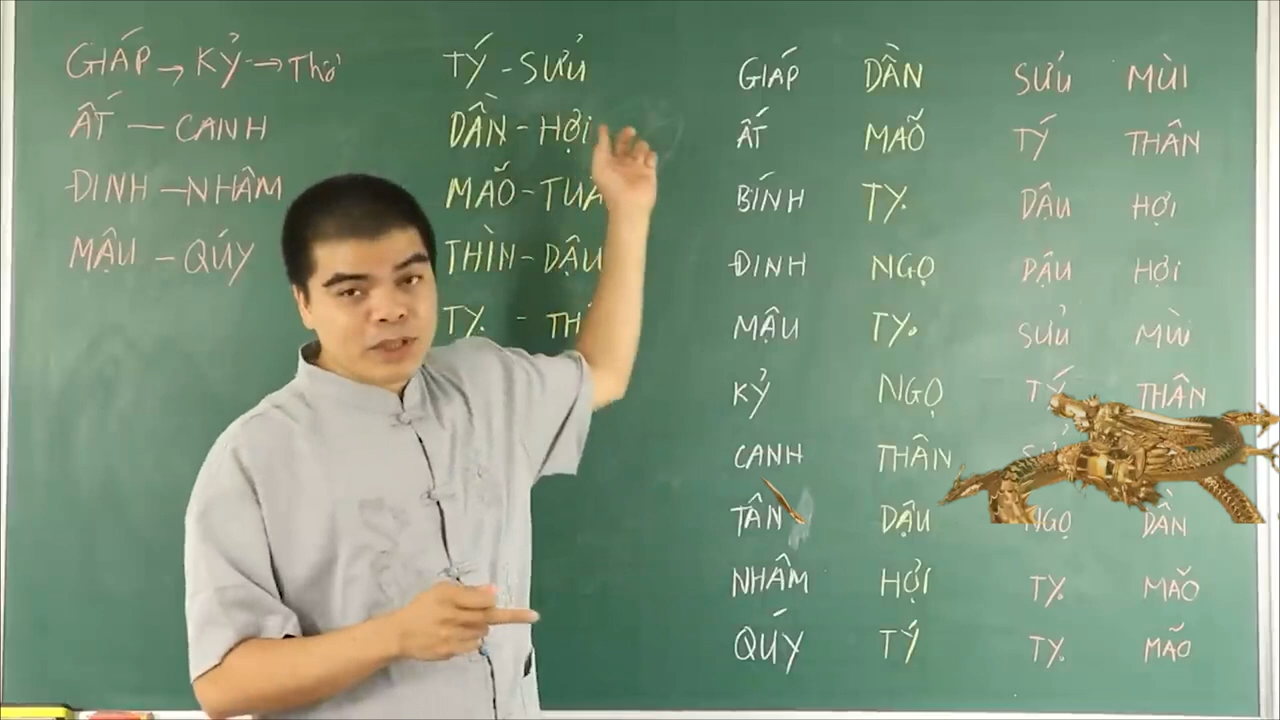 GIÁP → KỶ → Thổ
ẤT — CANH
ĐINH — NHÂM
MẬU — QÚY
TÝ - SỬU
DẦN - HỢI
MÃO - TUẤ
THÌN - DẬU
TỴ - TH
GIÁP DẦN SỬU MÙI
ẤT MÃO TÝ THÂN
BÍNH TỴ DẬU HỢI
ĐINH NGỌ DẬU HỢI
MẬU TỴ SỬU MÙI
KỶ NGỌ TÝ THÂN
CANH THÂN
TÂN DẬU NGỌ DẦN
NHÂM HỢI TỴ MÃO
QÚY TÝ TỴ MÃO